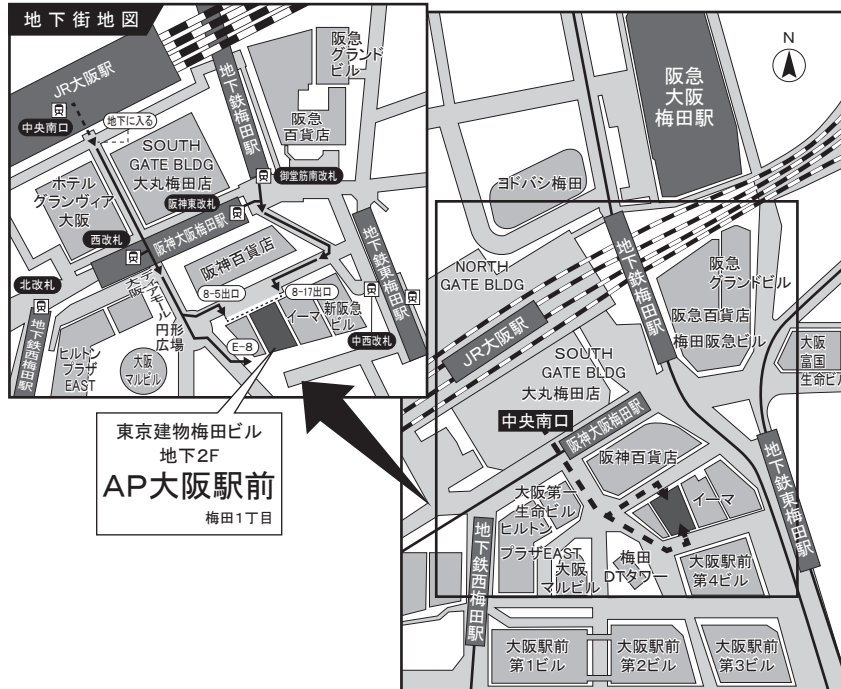 地下街地図
JR大阪駅
中央南口
地下に入る
地下鉄梅田駅
阪急
グランド
ビル
阪急
百貨店
SOUTH
GATE BLDG
大丸梅田店
御堂筋南改札
ホテル
グランヴィア
大阪
阪神東改札
西改札
阪神大阪梅田駅
阪神百貨店
北改札
ディアモール
大阪
円形
広場
8-5出口
8-17出口
イーマ
新阪急
ビル
地下鉄東梅田駅
中西改札
地下鉄西梅田駅
ヒルトン
プラザ
EAST
大阪
マルビル
E-8
東京建物梅田ビル
地下2F
AP大阪駅前
梅田1丁目
N
阪急
大阪
梅田駅
ヨドバシ梅田
地下鉄梅田駅
NORTH
GATE BLDG
阪急
グランドビル
阪急百貨店
梅田阪急ビル
JR大阪駅
大阪
富国
生命ビル
SOUTH
GATE BLDG
大丸梅田店
中央南口
阪神大阪梅田駅
阪神百貨店
地下鉄東梅田駅
大阪第一
生命ビル
イーマ
ヒルトン
プラザEAST
地下鉄西梅田駅
大阪
マルビル
梅田
DTタワー
大阪駅前
第4ビル
大阪駅前
第1ビル
大阪駅前
第2ビル
大阪駅前
第3ビル